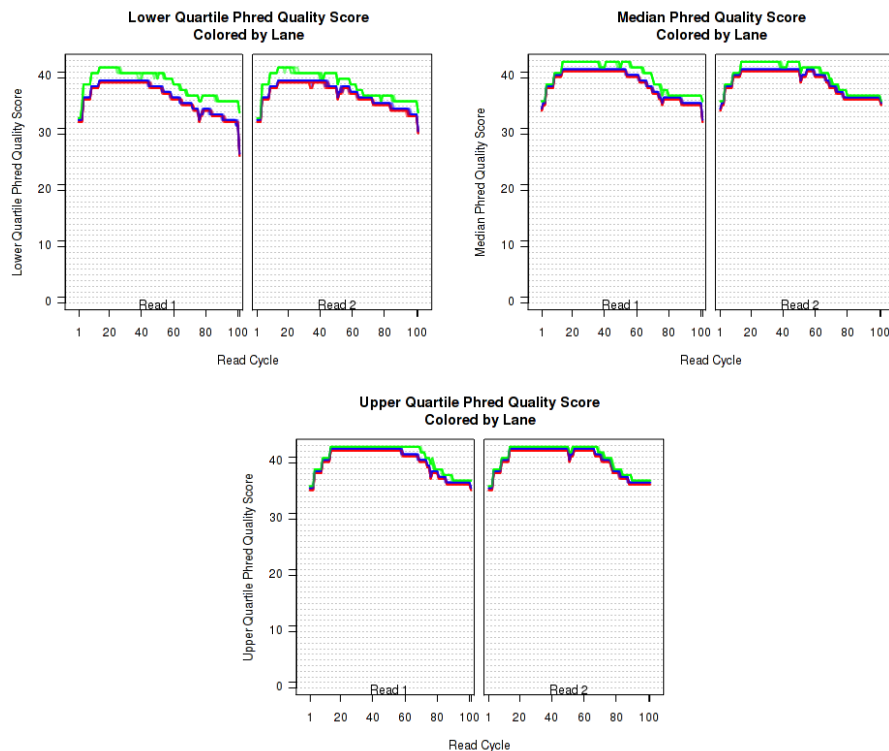 Lower Quartile Phred Quality Score
Colored by Lane
Lower Quartile Phred Quality Score
40
30
20
10
0
Read 1
Read 2
1 20 40 60 80 100
1 20 40 60 80 100
Read Cycle
Median Phred Quality Score
Colored by Lane
Median Phred Quality Score
40
30
20
10
0
Read 1
Read 2
1 20 40 60 80 100
1 20 40 60 80 100
Read Cycle
Upper Quartile Phred Quality Score
Colored by Lane
Upper Quartile Phred Quality Score
40
30
20
10
0
Read 1
Read 2
1 20 40 60 80 100
1 20 40 60 80 100
Read Cycle